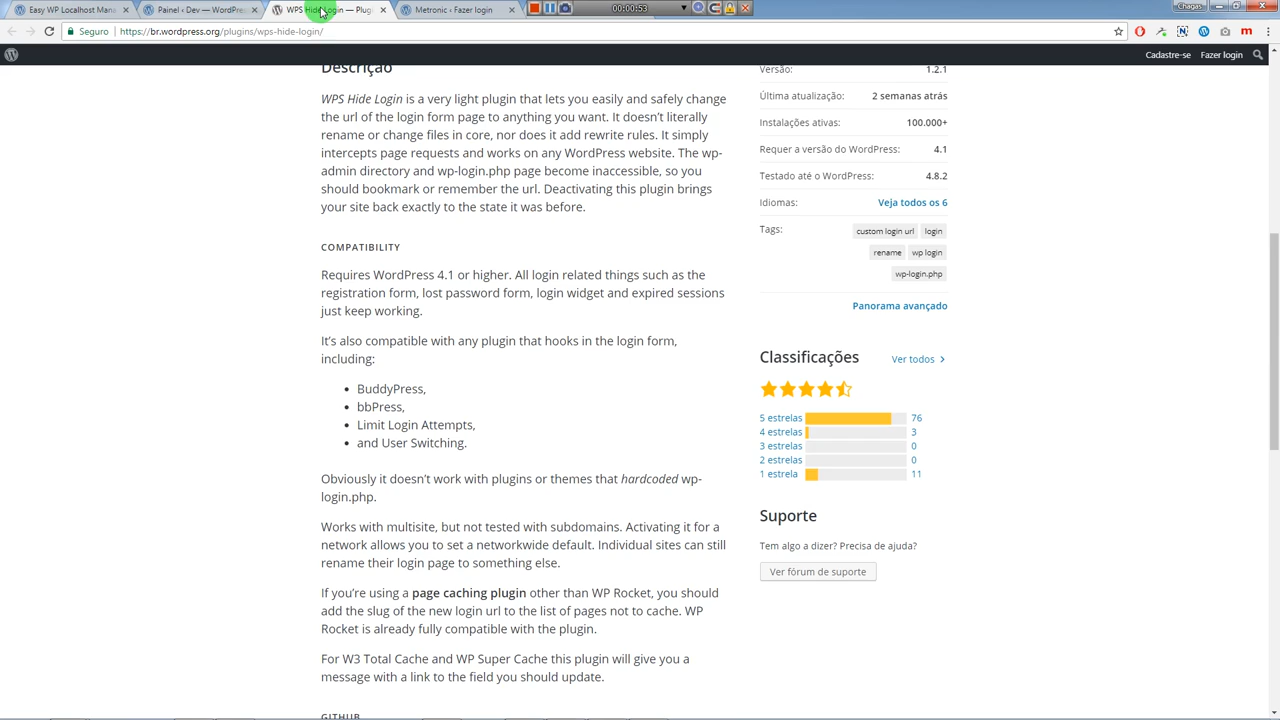 Easy WP Localhost Mana
Painel ‹ Dev — WordPres
WPS Hide Login — Plug
Metronic ‹ Fazer login
00:00:53
Chagas
Seguro
https://br.wordpress.org/plugins/wps-hide-login/
Cadastre-se
Fazer login
Descrição
WPS Hide Login is a very light plugin that lets you easily and safely change
the url of the login form page to anything you want. It doesn’t literally
rename or change files in core, nor does it add rewrite rules. It simply
intercepts page requests and works on any WordPress website. The wp-
admin directory and wp-login.php page become inaccessible, so you
should bookmark or remember the url. Deactivating this plugin brings
your site back exactly to the state it was before.
COMPATIBILITY
Requires WordPress 4.1 or higher. All login related things such as the
registration form, lost password form, login widget and expired sessions
just keep working.
It’s also compatible with any plugin that hooks in the login form,
including:
• BuddyPress,
• bbPress,
• Limit Login Attempts,
• and User Switching.
Obviously it doesn’t work with plugins or themes that hardcoded wp-
login.php.
Works with multisite, but not tested with subdomains. Activating it for a
network allows you to set a networkwide default. Individual sites can still
rename their login page to something else.
If you’re using a page caching plugin other than WP Rocket, you should
add the slug of the new login url to the list of pages not to cache. WP
Rocket is already fully compatible with the plugin.
For W3 Total Cache and WP Super Cache this plugin will give you a
message with a link to the field you should update.
GITHUB
Versão: 1.2.1
Última atualização: 2 semanas atrás
Instalações ativas: 100.000+
Requer a versão do WordPress: 4.1
Testado até o WordPress: 4.8.2
Idiomas: Veja todos os 6
Tags: custom login url login
rename wp login
wp-login.php
Panorama avançado
Classificações Ver todos
5 estrelas 76
4 estrelas 3
3 estrelas 0
2 estrelas 0
1 estrela 11
Suporte
Tem algo a dizer? Precisa de ajuda?
Ver fórum de suporte